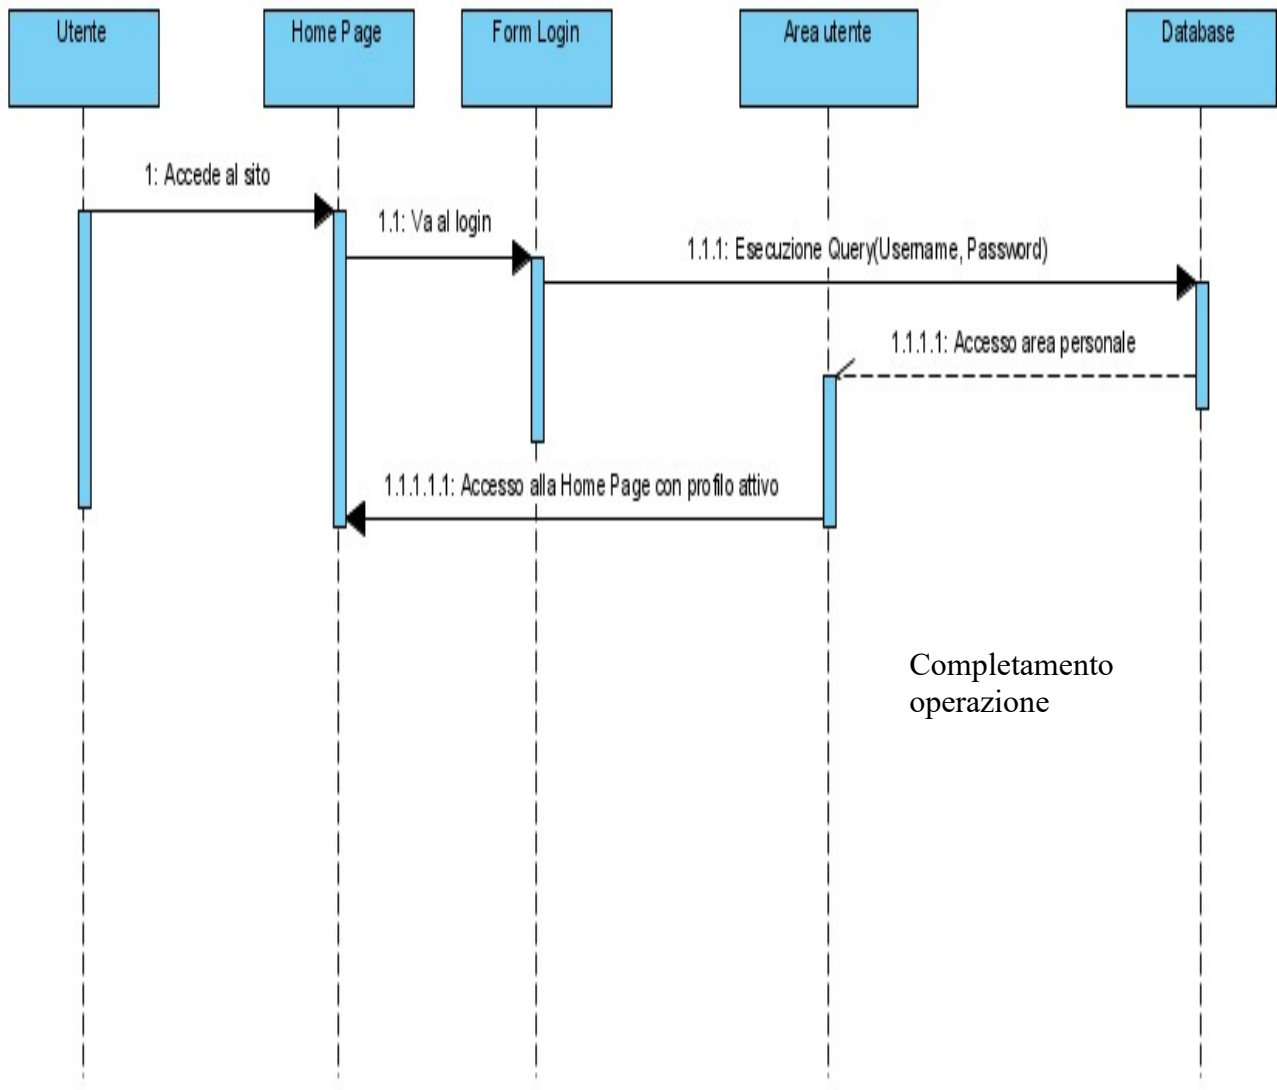 Utente
Home Page
Form Login
Area utente
Database
1: Accede al sito
1.1: Va al login
1.1.1: Esecuzione Query(Username, Password)
1.1.1.1: Accesso area personale
1.1.1.1.1: Accesso alla Home Page con profilo attivo
Completamento
operazione